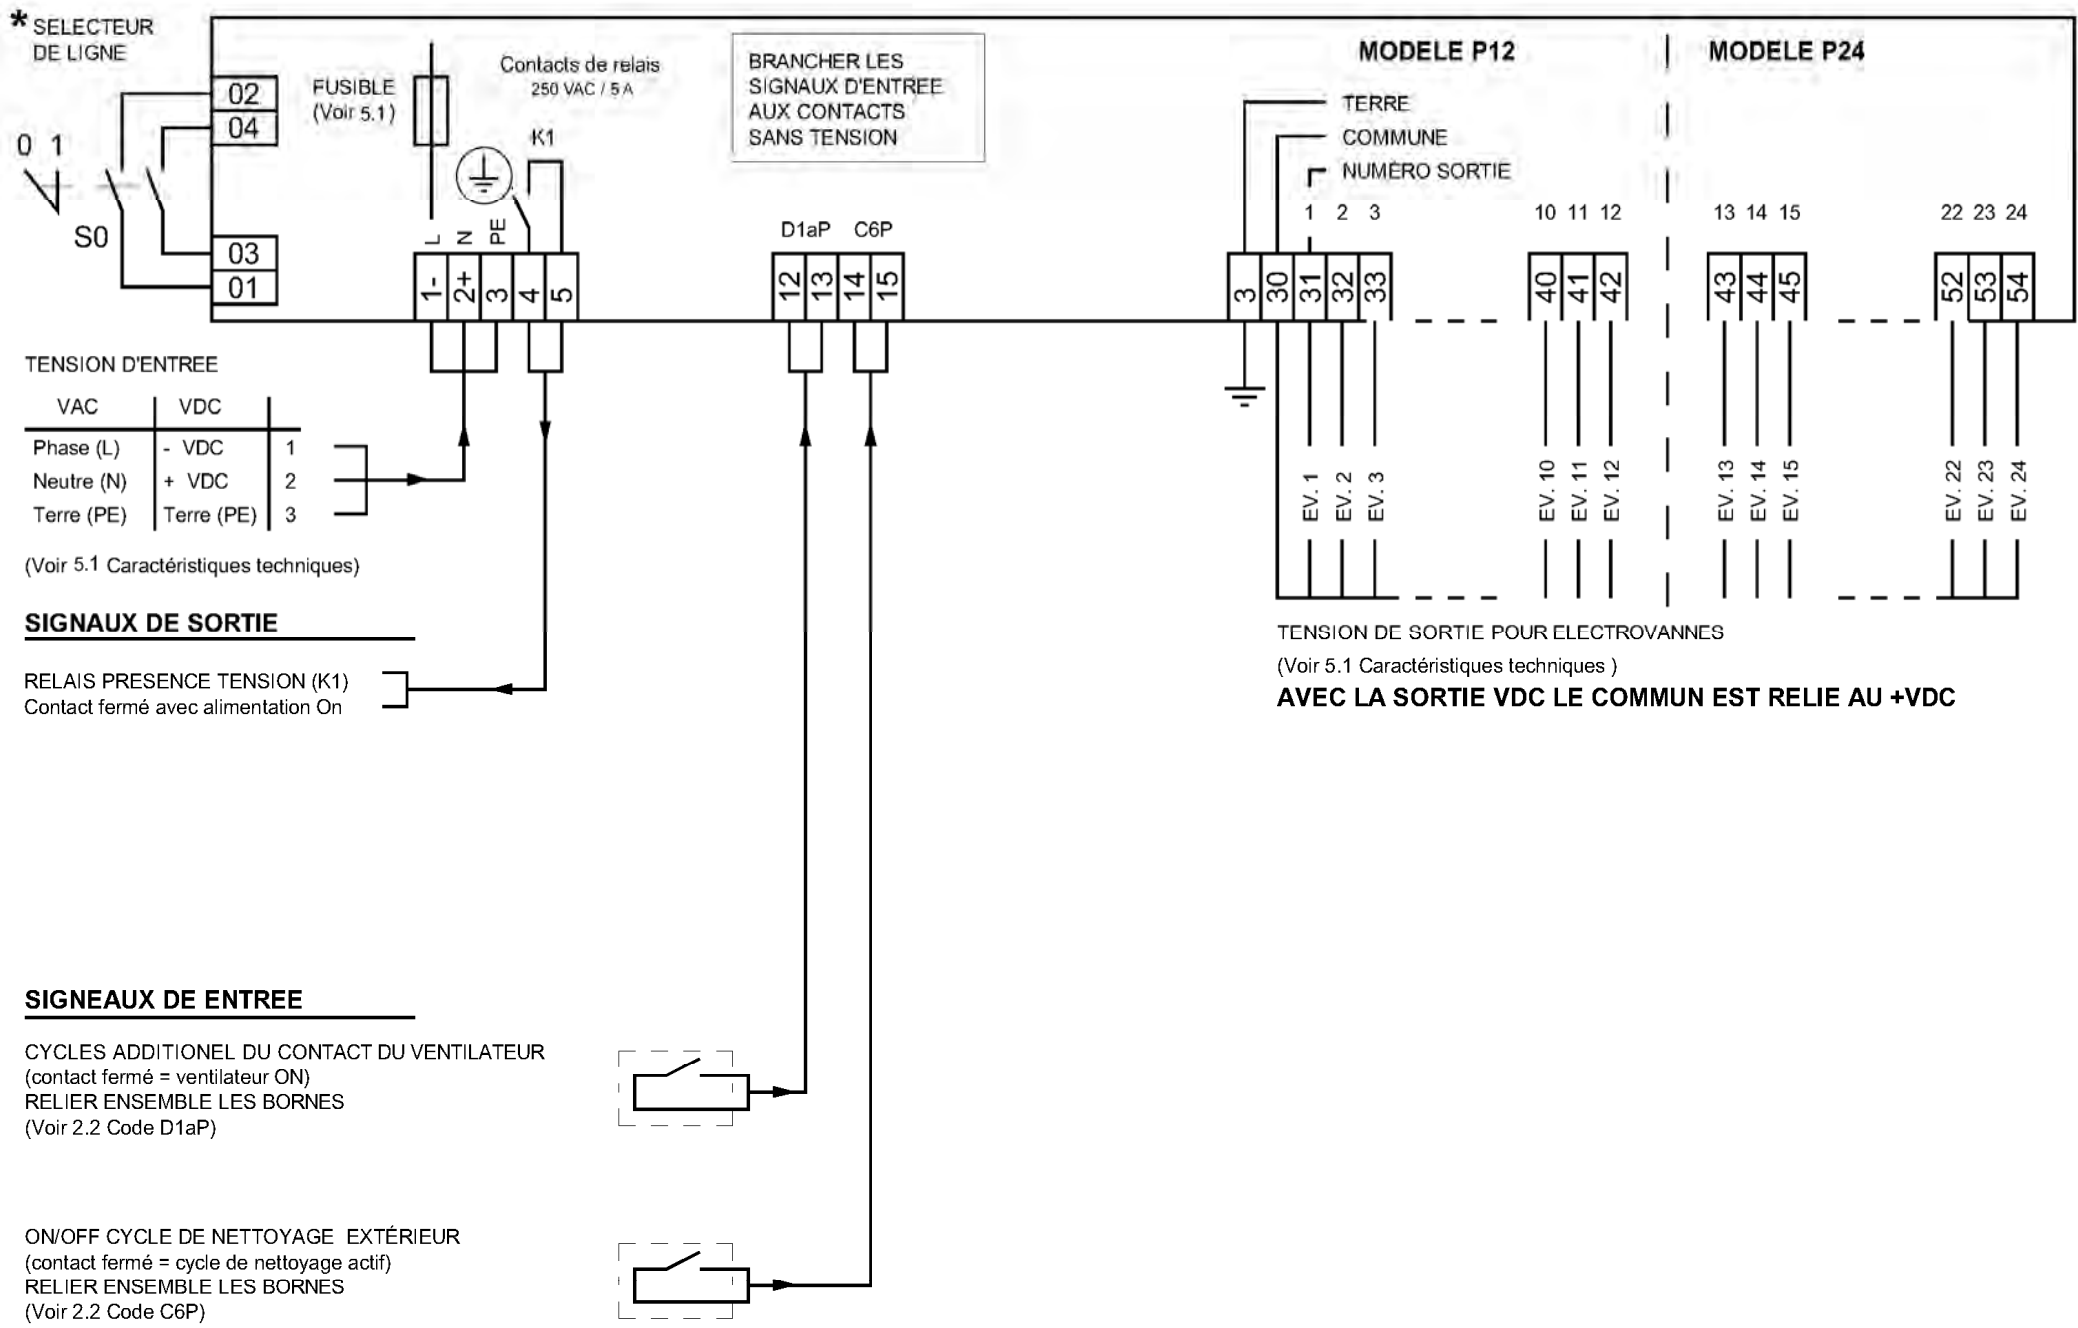 * SELECTEUR
DE LIGNE
02
04
0 1
S0
03
01
FUSIBLE
(Voir 5.1)
Contacts de relais
250 VAC / 5 A
K1
L N PE
1- 2+ 3 4 5
BRANCHER LES
SIGNAUX D'ENTREE
AUX CONTACTS
SANS TENSION
D1aP C6P
12 13 14 15
MODELE P12
MODELE P24
TERRE
COMMUNE
NUMERO SORTIE
1 2 3 10 11 12 13 14 15 22 23 24
3 30 31 32 33 40 41 42 43 44 45 52 53 54
EV. 1 EV. 2 EV. 3 EV. 10 EV. 11 EV. 12 EV. 13 EV. 14 EV. 15 EV. 22 EV. 23 EV. 24
TENSION DE SORTIE POUR ELECTROVANNES
(Voir 5.1 Caractéristiques techniques )
AVEC LA SORTIE VDC LE COMMUN EST RELIE AU +VDC
TENSION D'ENTREE
VAC VDC
Phase (L) - VDC 1
Neutre (N) + VDC 2
Terre (PE) Terre (PE) 3
(Voir 5.1 Caractéristiques techniques)
SIGNAUX DE SORTIE
RELAIS PRESENCE TENSION (K1)
Contact fermé avec alimentation On
SIGNEAUX DE ENTREE
CYCLES ADDITIONEL DU CONTACT DU VENTILATEUR
(contact fermé = ventilateur ON)
RELIER ENSEMBLE LES BORNES
(Voir 2.2 Code D1aP)
ON/OFF CYCLE DE NETTOYAGE EXTÉRIEUR
(contact fermé = cycle de nettoyage actif)
RELIER ENSEMBLE LES BORNES
(Voir 2.2 Code C6P)